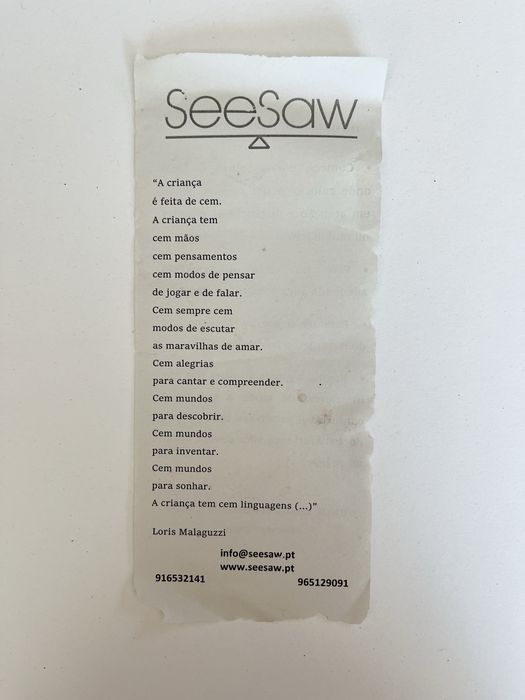 SeeSaw
“A criança
é feita de cem.
A criança tem
cem mãos
cem pensamentos
cem modos de pensar
de jogar e de falar.
Cem sempre cem
modos de escutar
as maravilhas de amar.
Cem alegrias
para cantar e compreender.
Cem mundos
para descobrir.
Cem mundos
para inventar.
Cem mundos
para sonhar.
A criança tem cem linguagens (...)”
Loris Malaguzzi
info@seesaw.pt
www.seesaw.pt
916532141 965129091